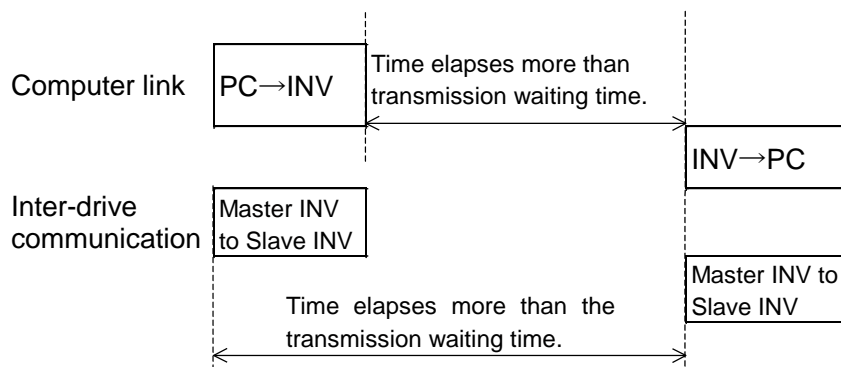 Computer link
PC→INV
Time elapses more than
transmission waiting time.
INV→PC
Inter-drive
communication
Master INV
to Slave INV
Master INV to
Slave INV
Time elapses more than the
transmission waiting time.